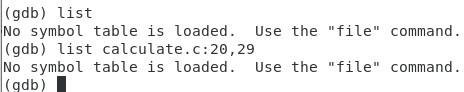 (gdb) list
No symbol table is loaded.  Use the "file" command.
(gdb) list calculate.c:20,29
No symbol table is loaded.  Use the "file" command.
(gdb)